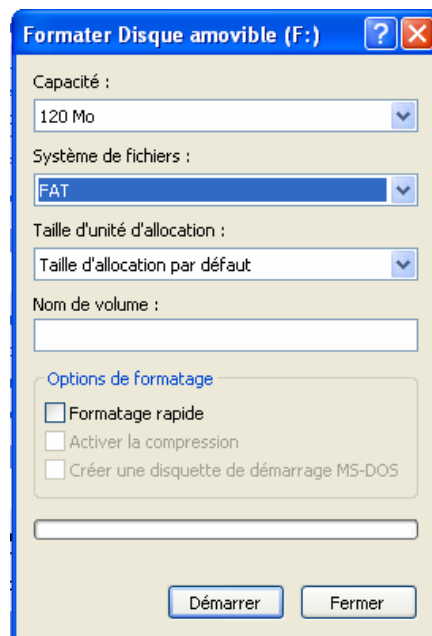 Formater Disque amovible (F:)
Capacité :
120 Mo
Système de fichiers :
FAT
Taille d'unité d'allocation :
Taille d'allocation par défaut
Nom de volume :
Options de formatage
Formatage rapide
Activer la compression
Créer une disquette de démarrage MS-DOS
Démarrer Fermer